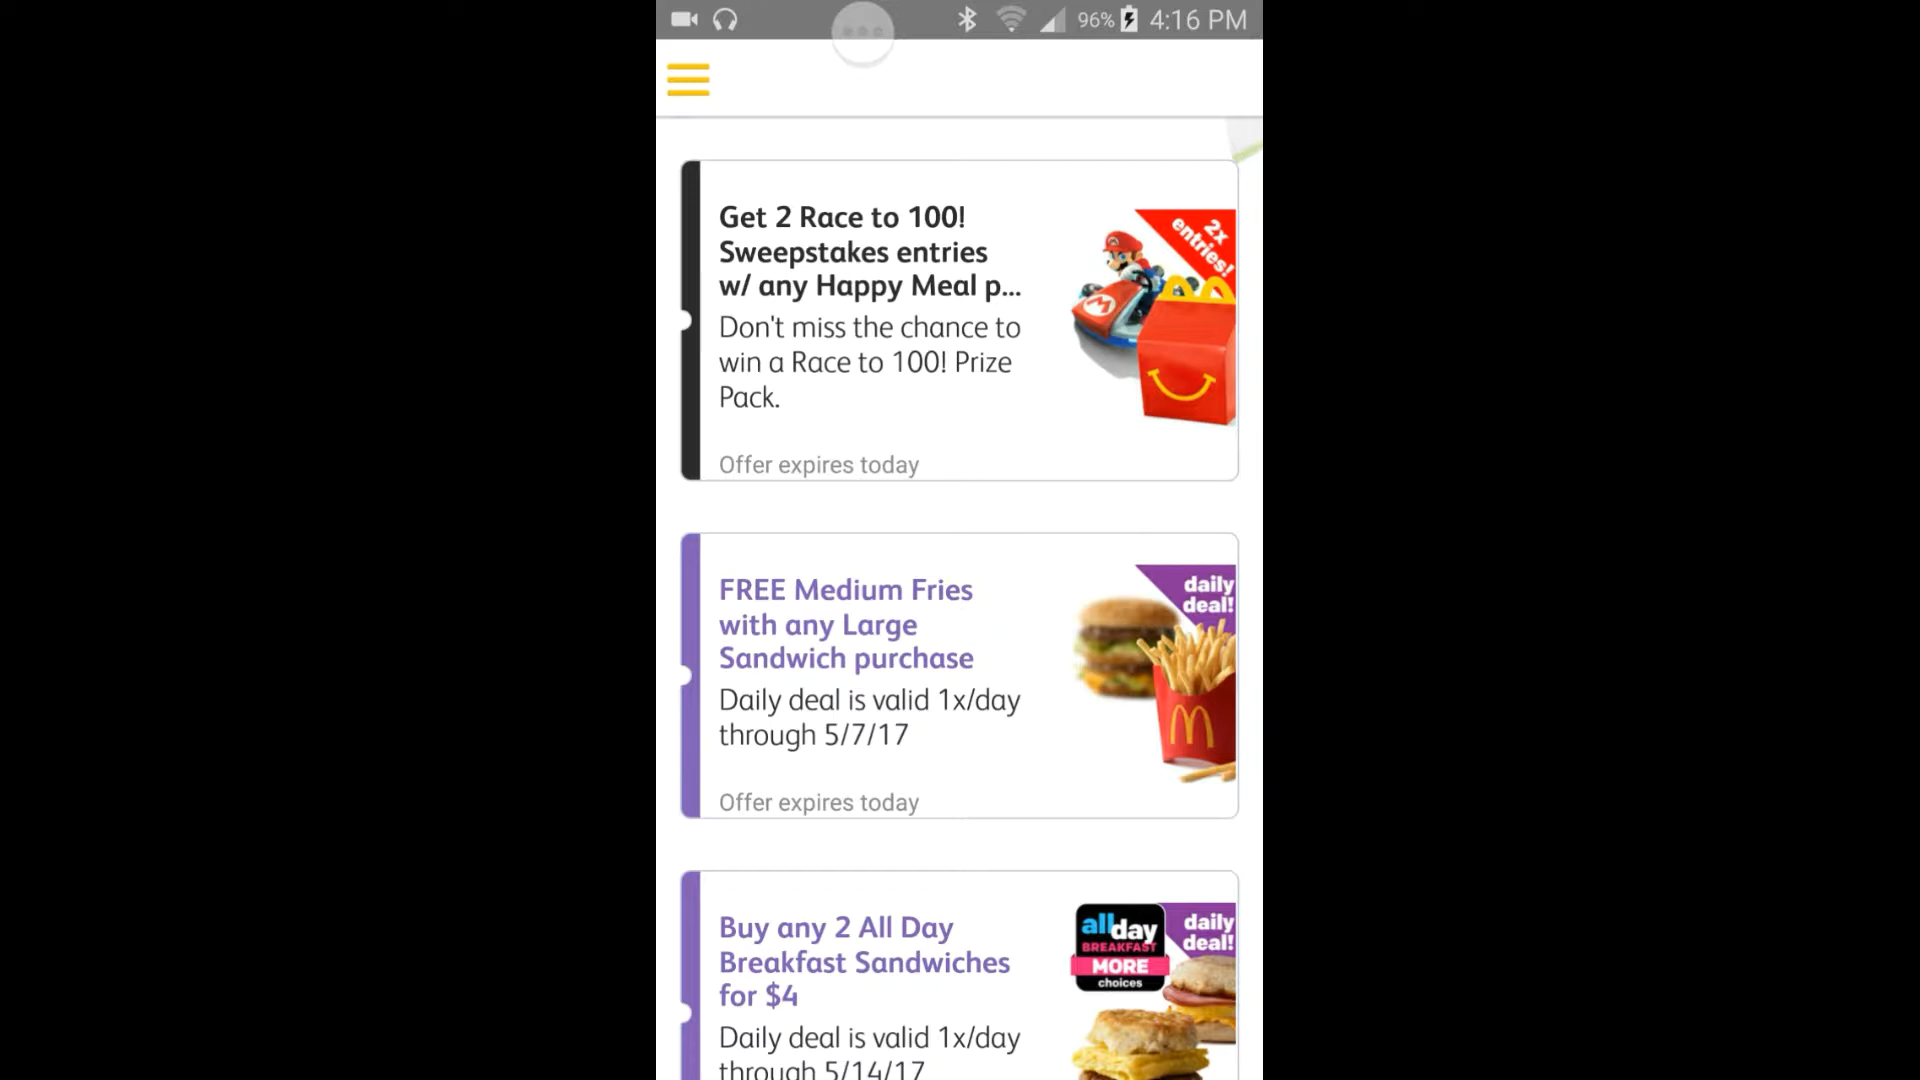 96% 4:16 PM
Get 2 Race to 100!
Sweepstakes entries
w/ any Happy Meal p...
Don't miss the chance to
win a Race to 100! Prize
Pack.
Offer expires today
2x
entries!
FREE Medium Fries
with any Large
Sandwich purchase
Daily deal is valid 1x/day
through 5/7/17
Offer expires today
daily
deal!
Buy any 2 All Day
Breakfast Sandwiches
for $4
Daily deal is valid 1x/day
through 5/14/17
allday
BREAKFAST
MORE
choices
daily
deal!